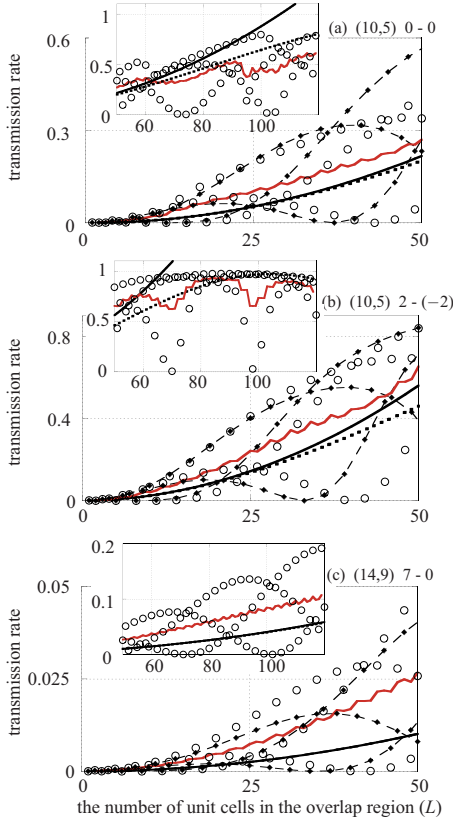 1
0.5
0
60 80 100
(a) (10,5) 0 - 0
0.6
0.3
0
transmission rate
0 25 50
1
0.5
0
60 80 100
(b) (10,5) 2 - (−2)
0.8
0.4
0
transmission rate
0 25 50
0.2
0.1
0
60 80 100
(c) (14,9) 7 - 0
0.05
0.025
0
transmission rate
0 25 50
the number of unit cells in the overlap region (L)